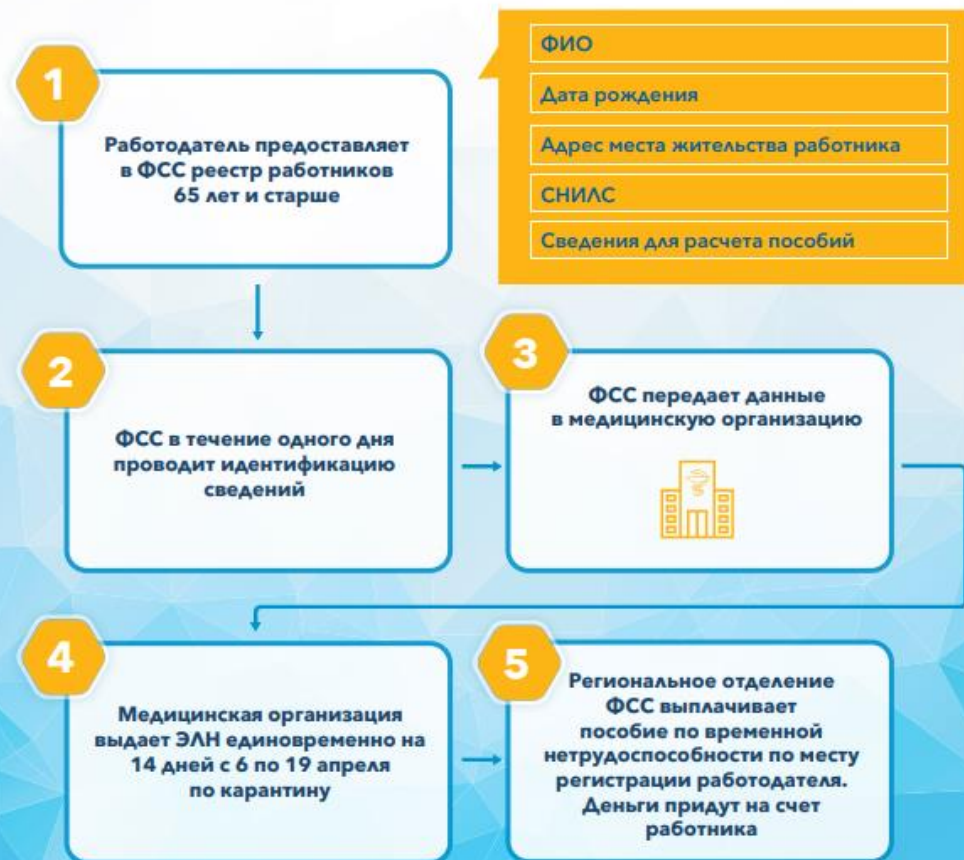 1
Работодатель предоставляет
в ФСС реестр работников
65 лет и старше
ФИО
Дата рождения
Адрес места жительства работника
СНИЛС
Сведения для расчета пособий
2
ФСС в течение одного дня
проводит идентификацию
сведений
3
ФСС передает данные
в медицинскую организацию
4
Медицинская организация
выдает ЭЛН единовременно на
14 дней с 6 по 19 апреля
по карантину
5
Региональное отделение
ФСС выплачивает
пособие по временной
нетрудоспособности по месту
регистрации работодателя.
Деньги придут на счет
работника